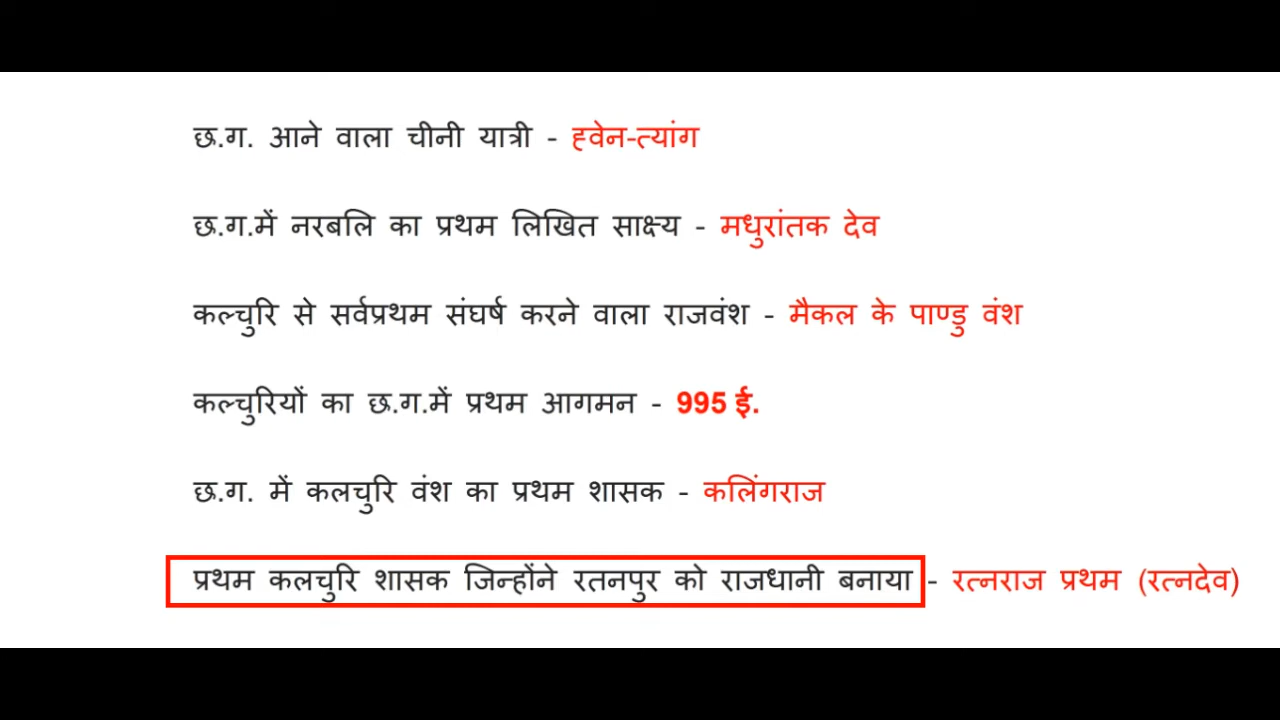 छ.ग. आने वाला चीनी यात्री - ह्वेन-त्यांग
छ.ग.में नरबलि का प्रथम लिखित साक्ष्य - मधुरांतक देव
कल्चुरि से सर्वप्रथम संघर्ष करने वाला राजवंश - मैकल के पाण्डु वंश
कल्चुरियों का छ.ग.में प्रथम आगमन - 995 ई.
छ.ग. में कलचुरि वंश का प्रथम शासक - कलिंगराज
प्रथम कलचुरि शासक जिन्होंने रतनपुर को राजधानी बनाया - रत्नराज प्रथम (रत्नदेव)